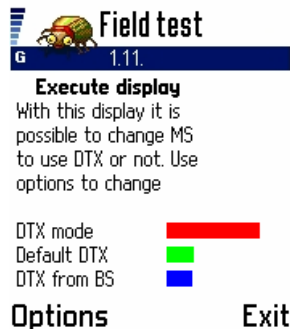 Field test
G 1.11.
Execute display
With this display it is
possible to change MS
to use DTX or not. Use
options to change
DTX mode
Default DTX
DTX from BS
Options Exit